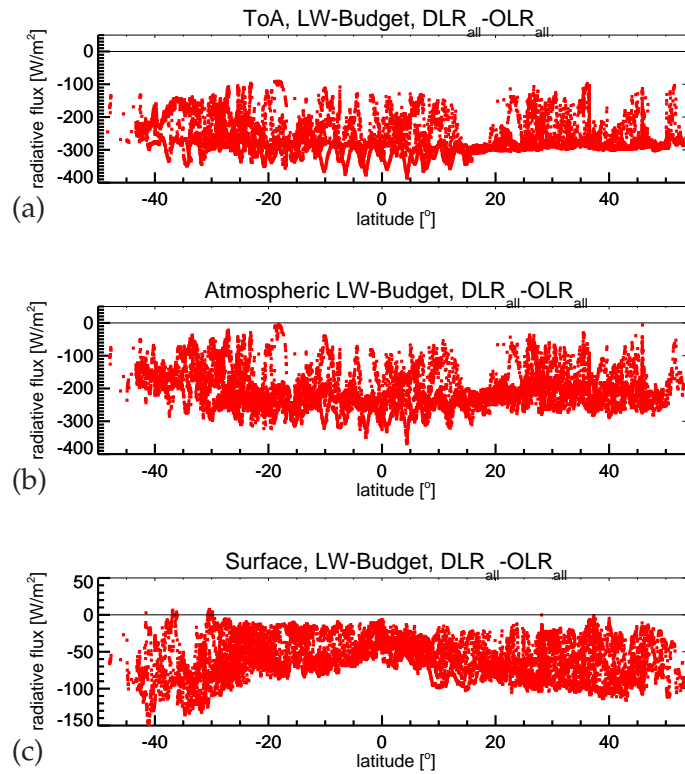 ToA, LW-Budget, DLRall-OLRall
radiative flux [W/m²]
0
-100
-200
-300
-400
-40 -20 0 20 40
latitude [°]
(a)
Atmospheric LW-Budget, DLRall-OLRall
radiative flux [W/m²]
0
-100
-200
-300
-400
-40 -20 0 20 40
latitude [°]
(b)
Surface, LW-Budget, DLRall-OLRall
radiative flux [W/m²]
50
0
-50
-100
-150
-40 -20 0 20 40
latitude [°]
(c)